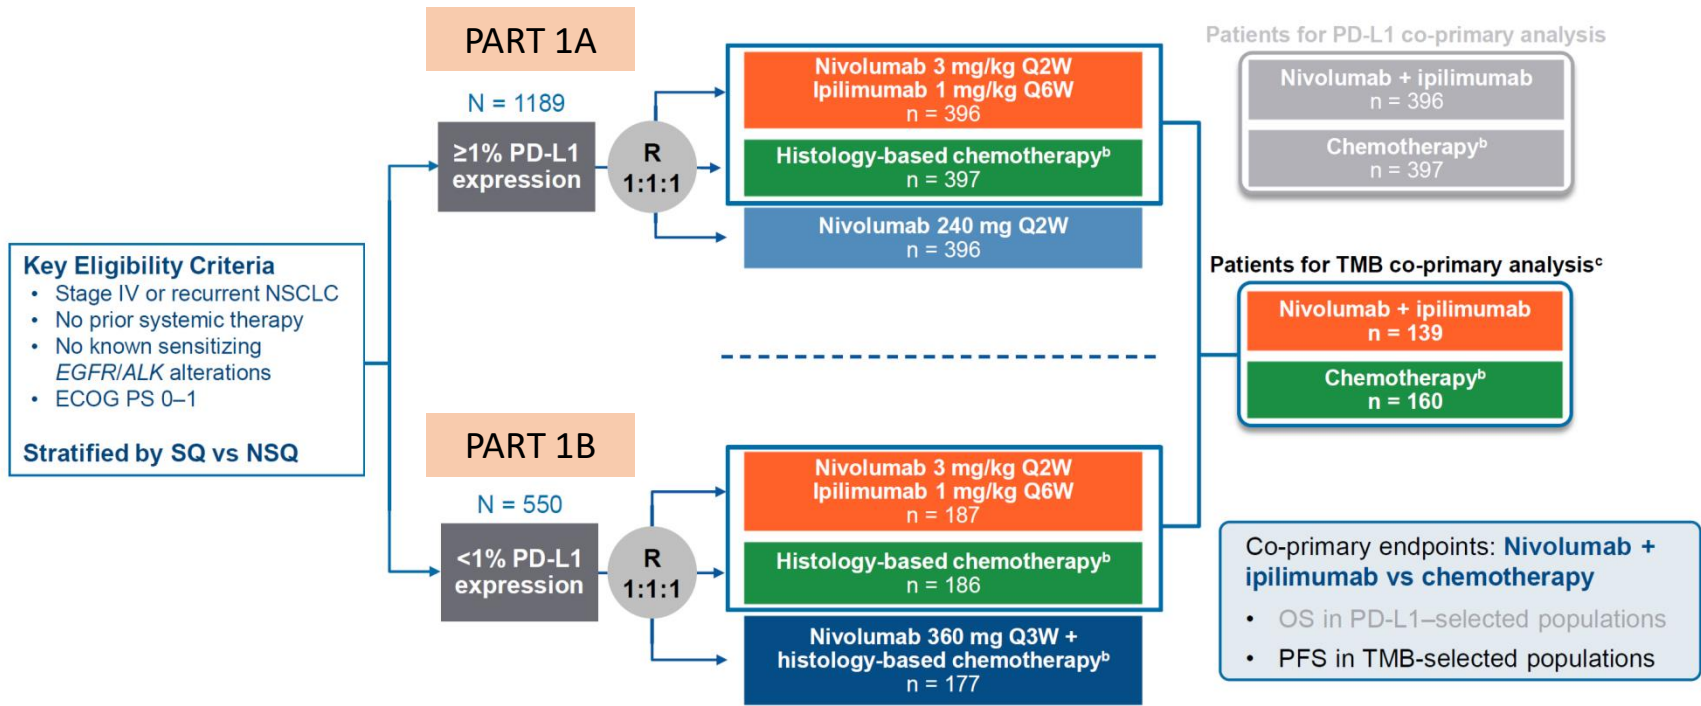 PART 1A
N = 1189
≥1% PD-L1
expression
R
1:1:1
Nivolumab 3 mg/kg Q2W
Ipilimumab 1 mg/kg Q6W
n = 396
Histology-based chemotherapyᵇ
n = 397
Nivolumab 240 mg Q2W
n = 396
Patients for PD-L1 co-primary analysis
Nivolumab + ipilimumab
n = 396
Chemotherapyᵇ
n = 397
Key Eligibility Criteria
• Stage IV or recurrent NSCLC
• No prior systemic therapy
• No known sensitizing
EGFR/ALK alterations
• ECOG PS 0–1
Stratified by SQ vs NSQ
Patients for TMB co-primary analysisᶜ
Nivolumab + ipilimumab
n = 139
Chemotherapyᵇ
n = 160
PART 1B
N = 550
<1% PD-L1
expression
R
1:1:1
Nivolumab 3 mg/kg Q2W
Ipilimumab 1 mg/kg Q6W
n = 187
Histology-based chemotherapyᵇ
n = 186
Nivolumab 360 mg Q3W +
histology-based chemotherapyᵇ
n = 177
Co-primary endpoints: Nivolumab +
ipilimumab vs chemotherapy
• OS in PD-L1–selected populations
• PFS in TMB-selected populations